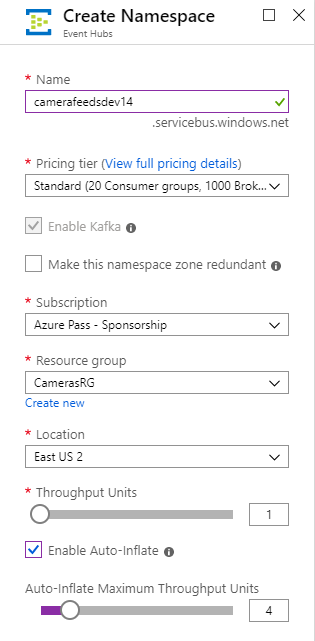 Create Namespace
Event Hubs
* Name
camerafeedsdev14
.servicebus.windows.net
* Pricing tier (View full pricing details)
Standard (20 Consumer groups, 1000 Brok...
Enable Kafka
Make this namespace zone redundant
* Subscription
Azure Pass - Sponsorship
* Resource group
CamerasRG
Create new
* Location
East US 2
* Throughput Units
1
Enable Auto-Inflate
Auto-Inflate Maximum Throughput Units
4